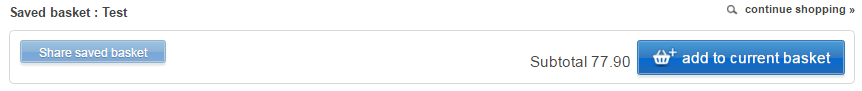 Saved basket : Test
continue shopping »
Share saved basket
Subtotal 77.90
add to current basket